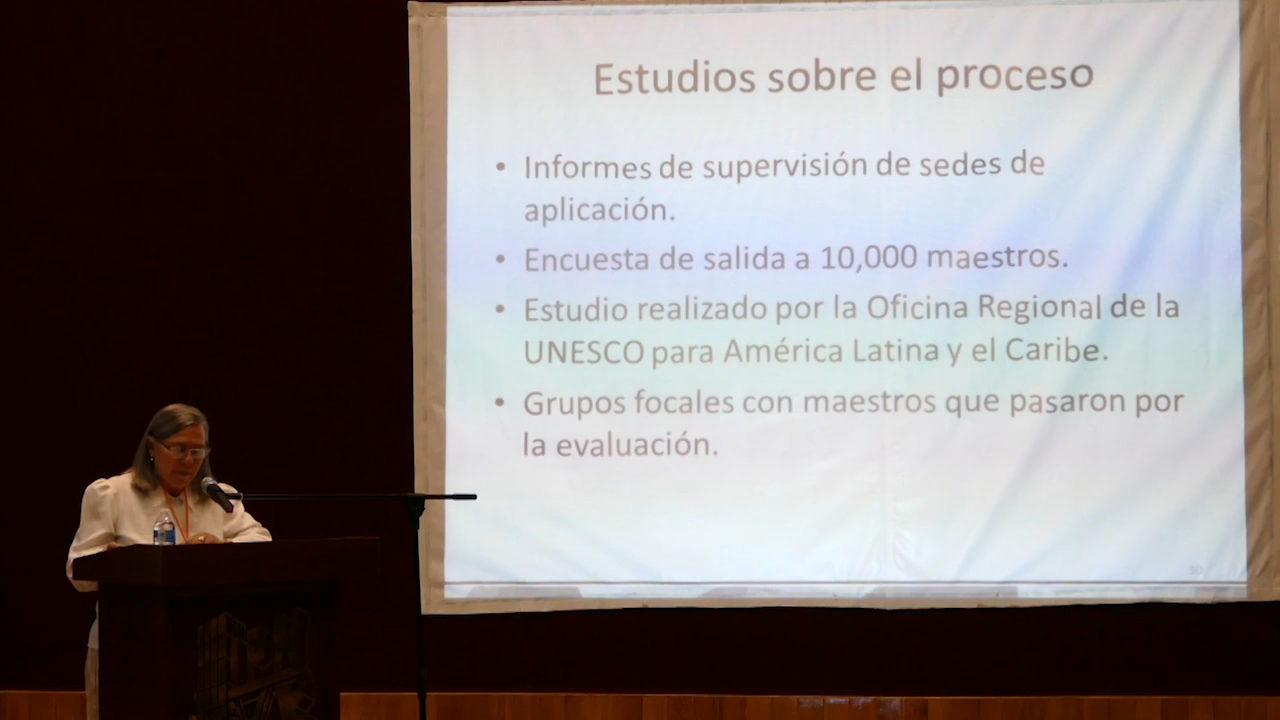 Estudios sobre el proceso
• Informes de supervisión de sedes de
aplicación.
• Encuesta de salida a 10,000 maestros.
• Estudio realizado por la Oficina Regional de la
UNESCO para América Latina y el Caribe.
• Grupos focales con maestros que pasaron por
la evaluación.
30